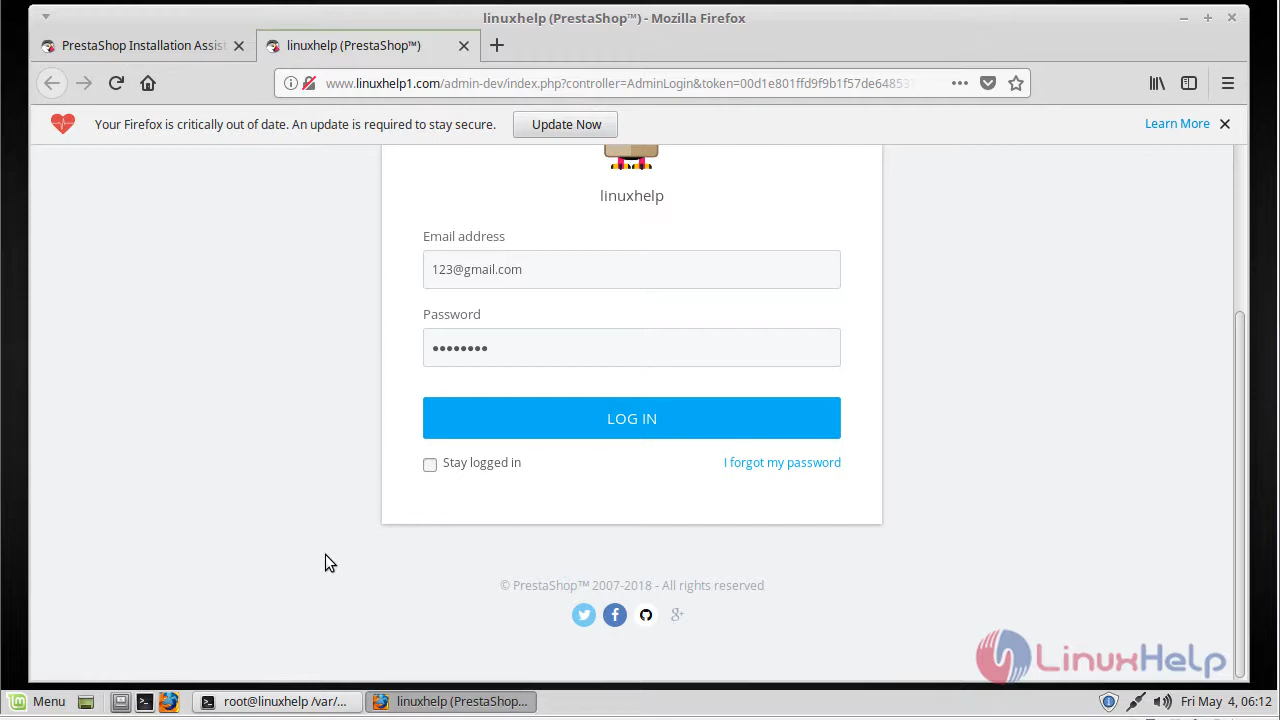 linuxhelp (PrestaShop™) - Mozilla Firefox
PrestaShop Installation Assis
linuxhelp (PrestaShop™)
www.linuxhelp1.com/admin-dev/index.php?controller=AdminLogin&token=00d1e801ffd9f9b1f57de648537
Your Firefox is critically out of date. An update is required to stay secure.
Update Now
Learn More
linuxhelp
Email address
123@gmail.com
Password
••••••••
LOG IN
Stay logged in
I forgot my password
© PrestaShop™ 2007-2018 - All rights reserved
LinuxHelp
Menu
root@linuxhelp /var/...
linuxhelp (PrestaShop...
Fri May 4, 06:12